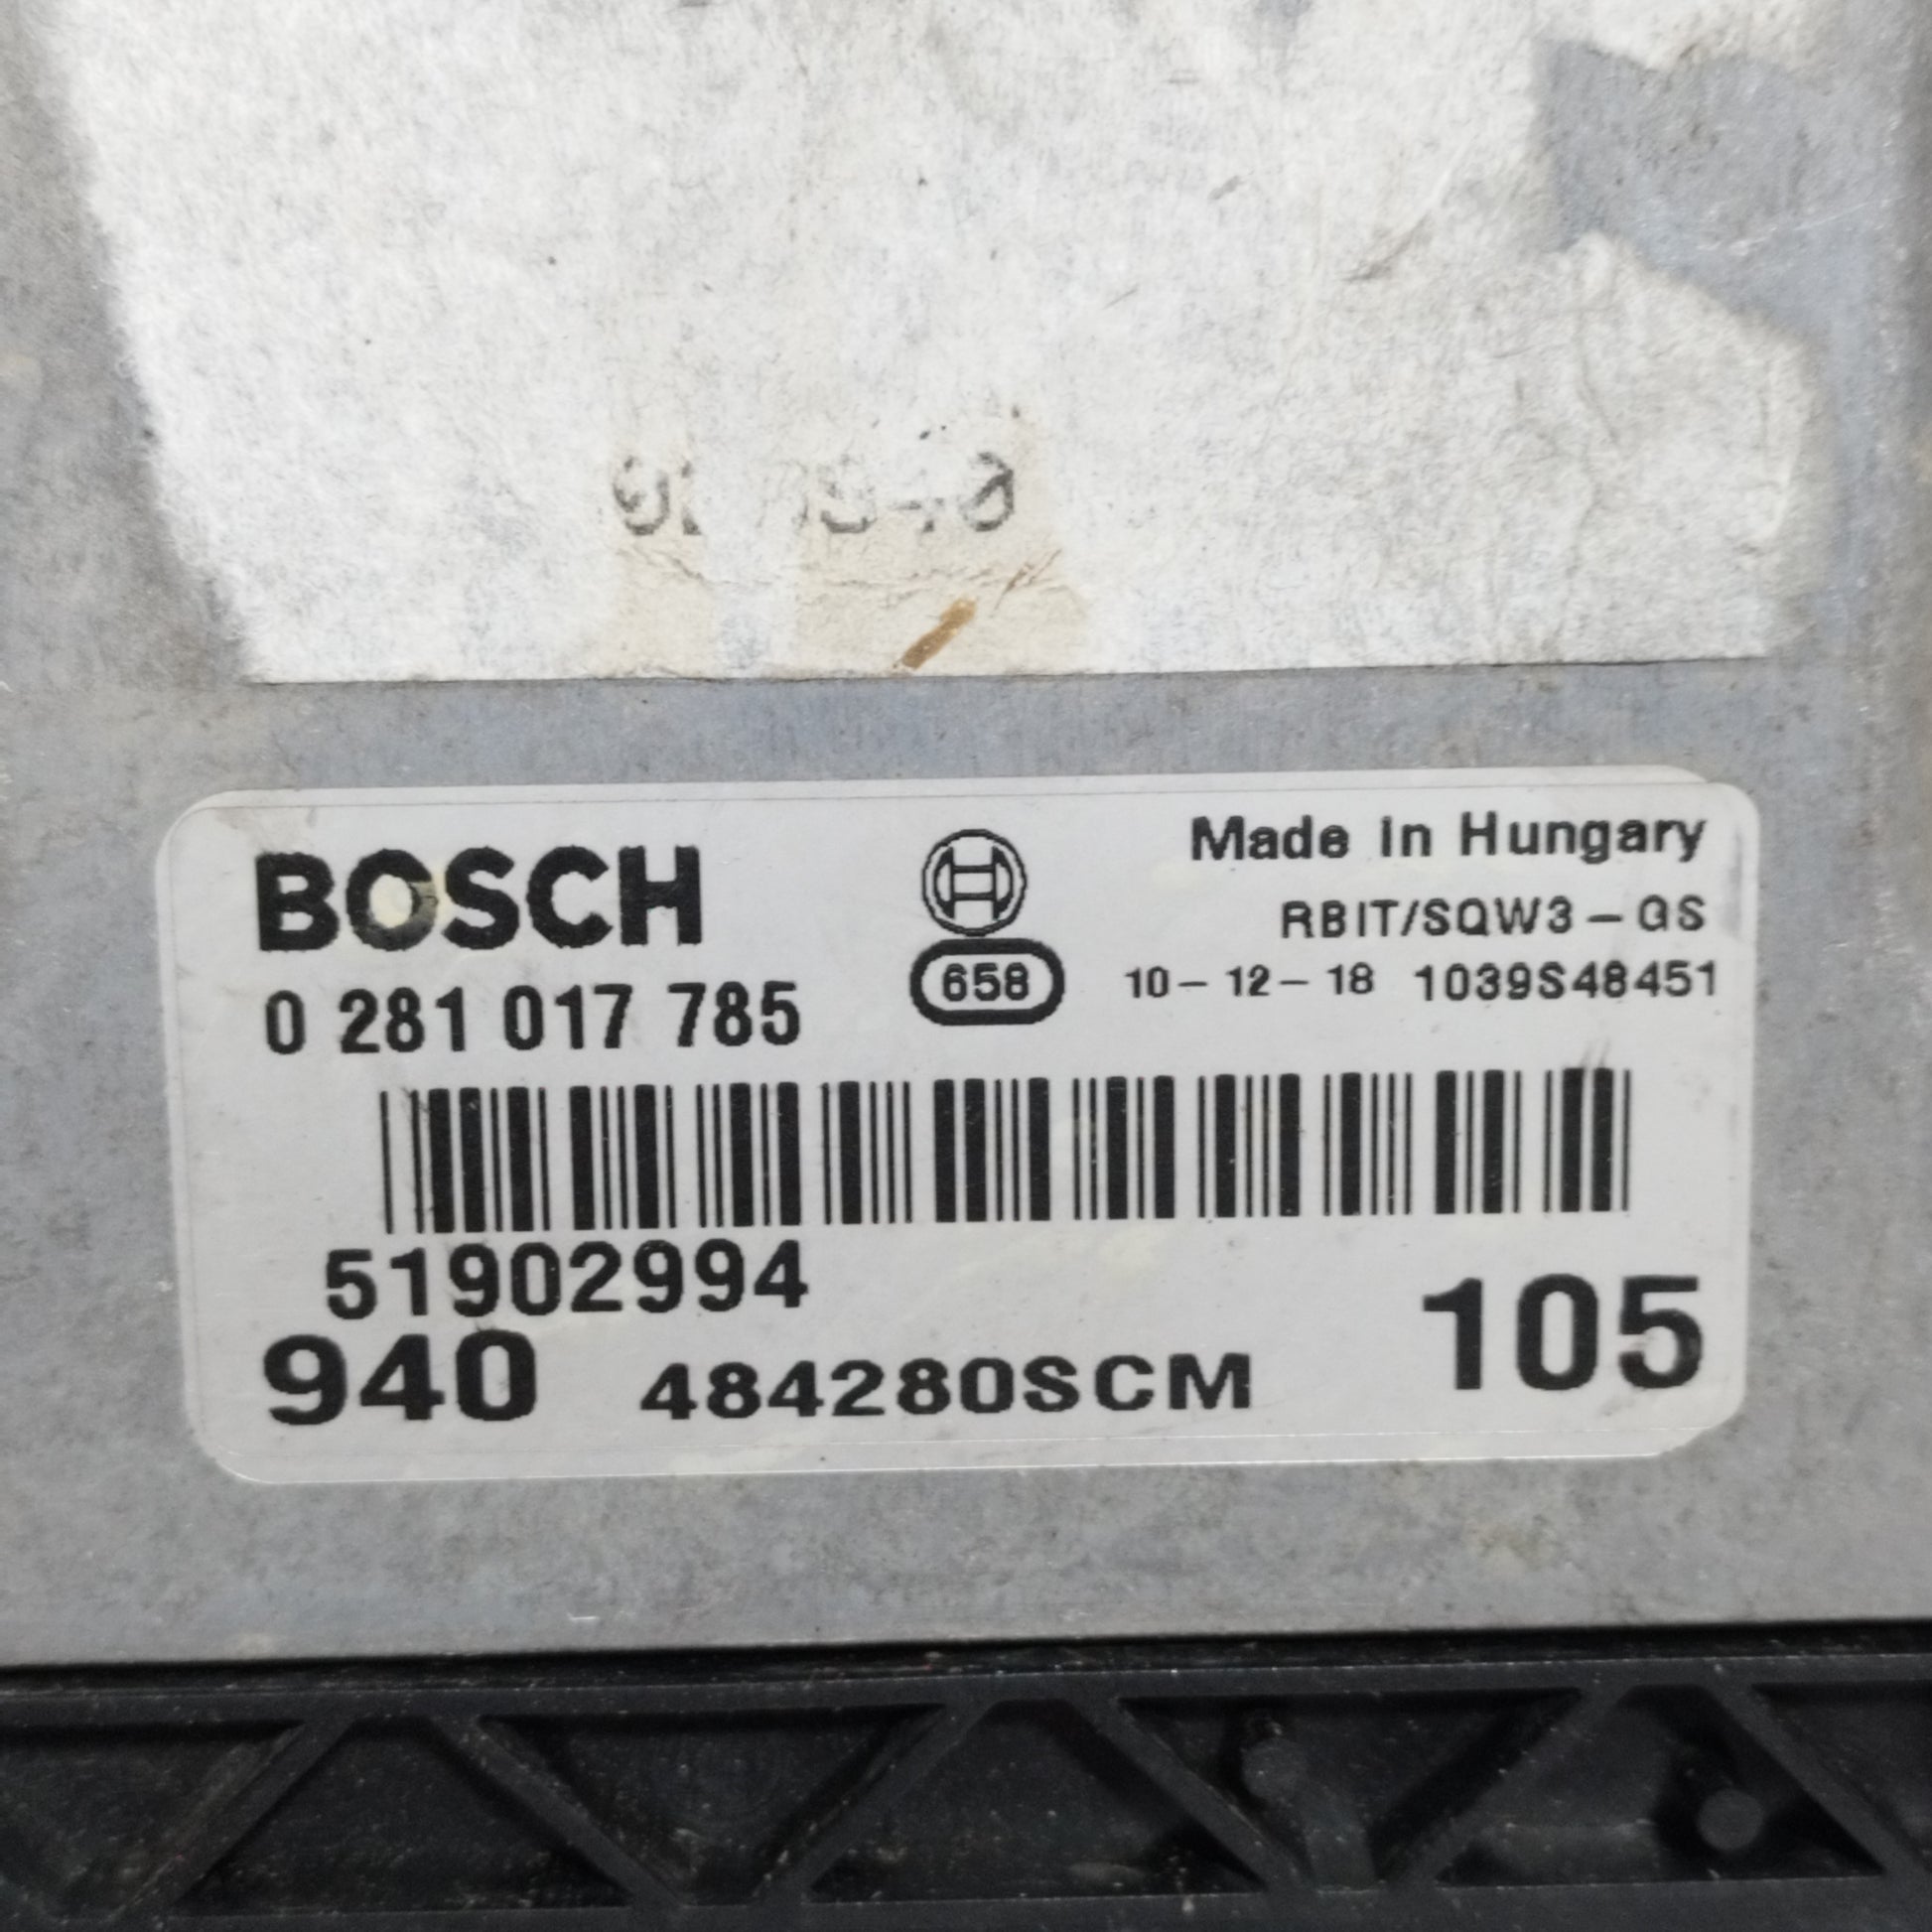 BOSCH
Made in Hungary
RBIT/SQW3-QS
0 281 017 785
658
10-12-18 1039S48451
51902994
940 484280SCM 105